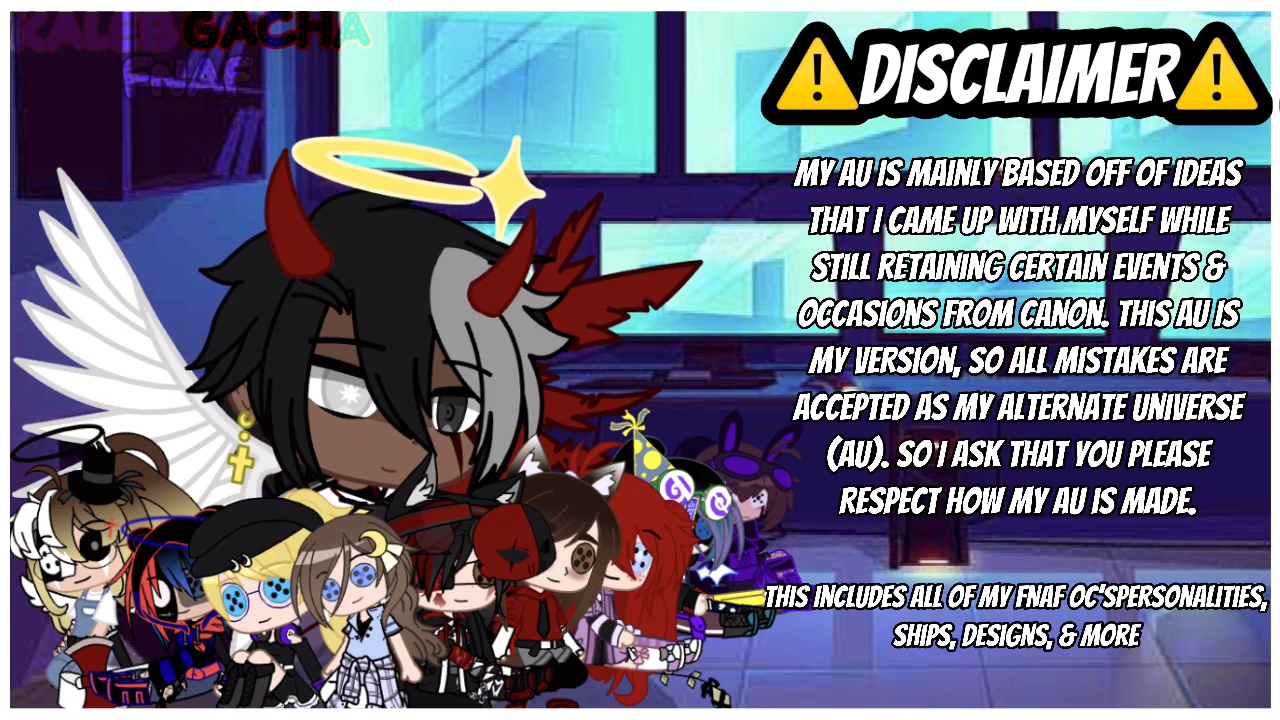 KALEB GACHA
FNAF
⚠️DISCLAIMER⚠️
MY AU IS MAINLY BASED OFF OF IDEAS
THAT I CAME UP WITH MYSELF WHILE
STILL RETAINING CERTAIN EVENTS &
OCCASIONS FROM CANON. THIS AU IS
MY VERSION, SO ALL MISTAKES ARE
ACCEPTED AS MY ALTERNATE UNIVERSE
(AU). SO I ASK THAT YOU PLEASE
RESPECT HOW MY AU IS MADE.
THIS INCLUDES ALL OF MY FNAF OC'SPERSONALITIES,
SHIPS, DESIGNS, & MORE